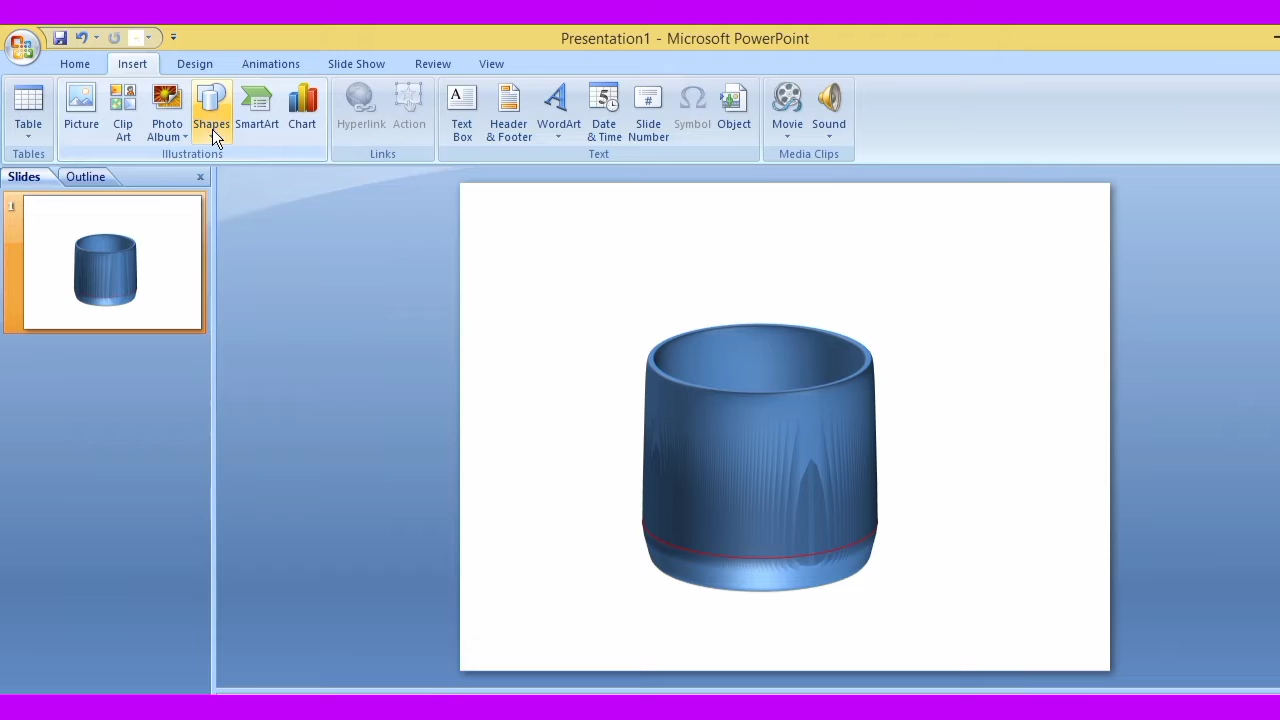 Presentation1 - Microsoft PowerPoint
Home Insert Design Animations Slide Show Review View
Table Picture Clip Art Photo Album Shapes SmartArt Chart Hyperlink Action Text Box Header & Footer WordArt Date & Time Slide Number Symbol Object Movie Sound
Tables Illustrations Links Text Media Clips
Slides Outline x
1